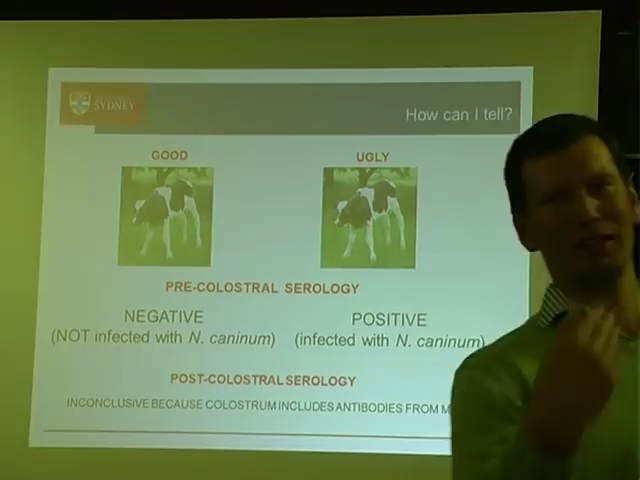 SYDNEY
How can I tell?
GOOD
UGLY
PRE-COLOSTRAL SEROLOGY
NEGATIVE
(NOT infected with N. caninum)
POSITIVE
(infected with N. caninum)
POST-COLOSTRAL SEROLOGY
INCONCLUSIVE BECAUSE COLOSTRUM INCLUDES ANTIBODIES FROM M